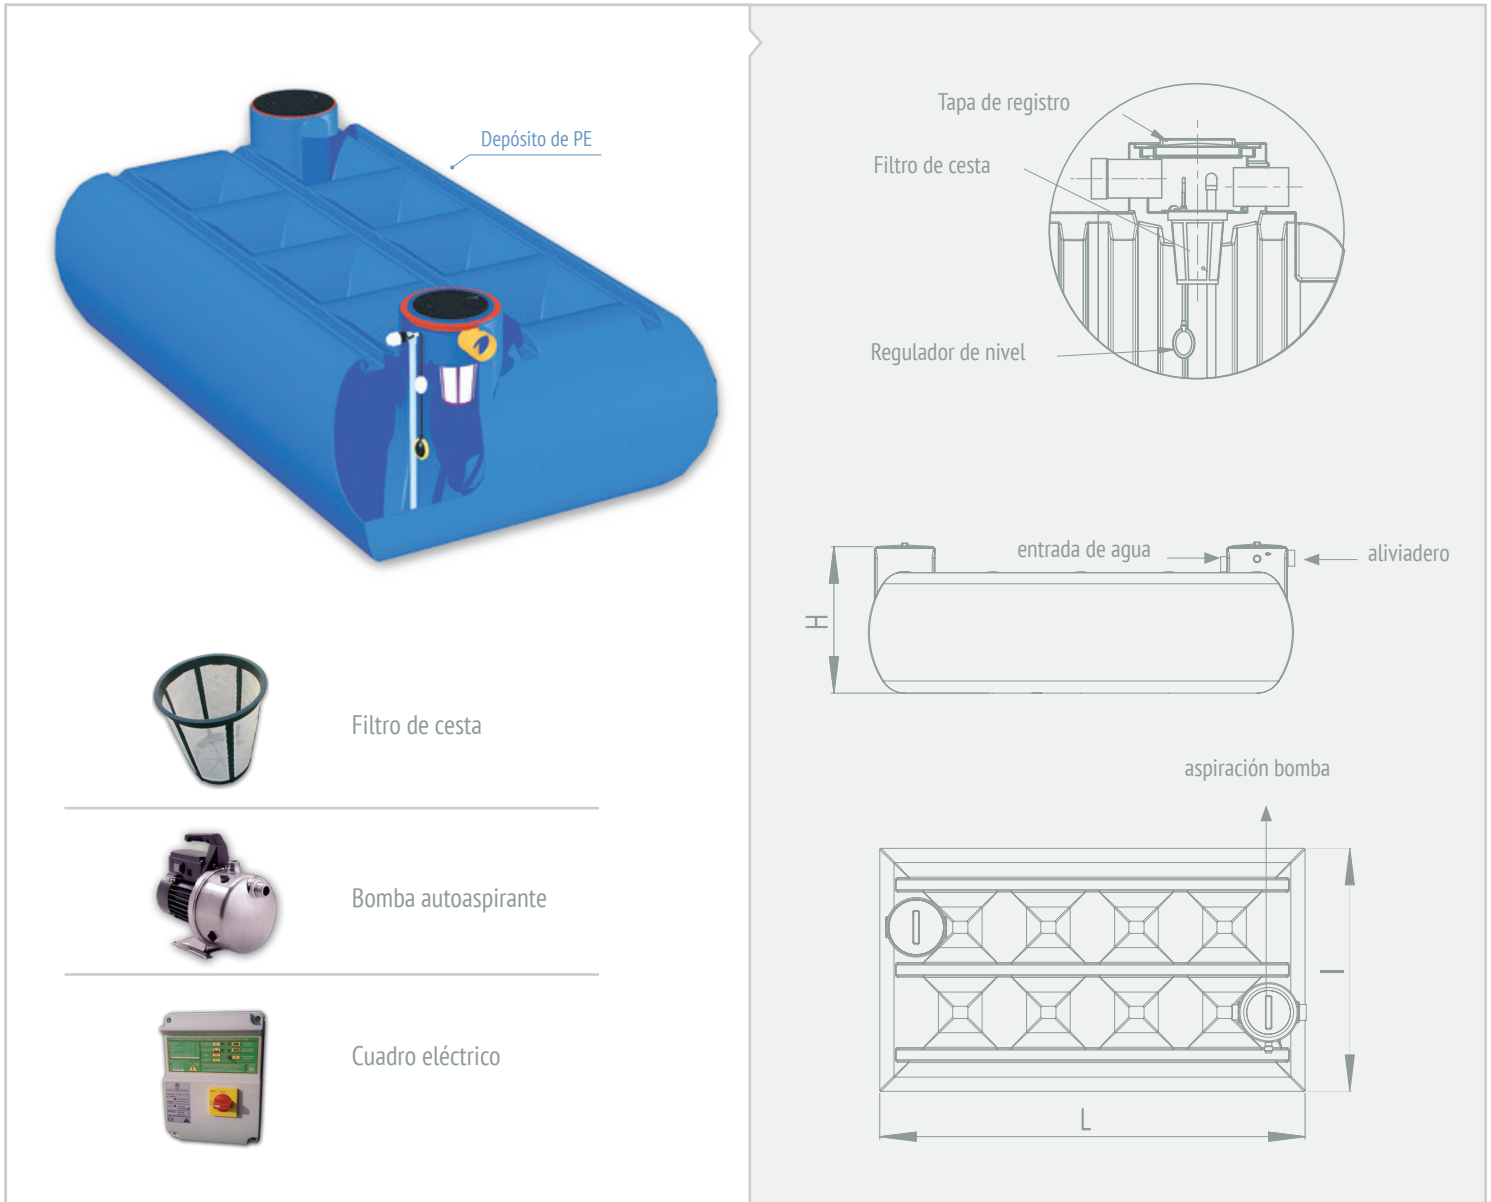 Depósito de PE
Filtro de cesta
Bomba autoaspirante
Cuadro eléctrico
Tapa de registro
Filtro de cesta
Regulador de nivel
entrada de agua
aliviadero
H
aspiración bomba
l
L